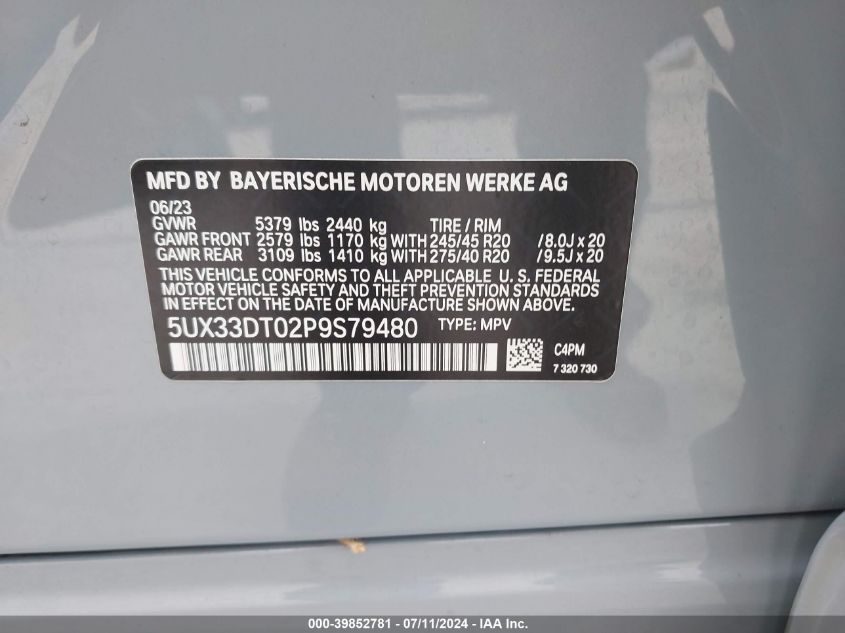 MFD BY BAYERISCHE MOTOREN WERKE AG
06/23
GVWR 5379 lbs 2440 kg TIRE / RIM
GAWR FRONT 2579 lbs 1170 kg WITH 245/45 R20 / 8.0J x 20
GAWR REAR 3109 lbs 1410 kg WITH 275/40 R20 / 9.5J x 20
THIS VEHICLE CONFORMS TO ALL APPLICABLE U. S. FEDERAL
MOTOR VEHICLE SAFETY AND THEFT PREVENTION STANDARDS
IN EFFECT ON THE DATE OF MANUFACTURE SHOWN ABOVE.
5UX33DT02P9S79480 TYPE: MPV
C4PM
7 320 730
000-39852781 / 07/11/2024 - IAA Inc.